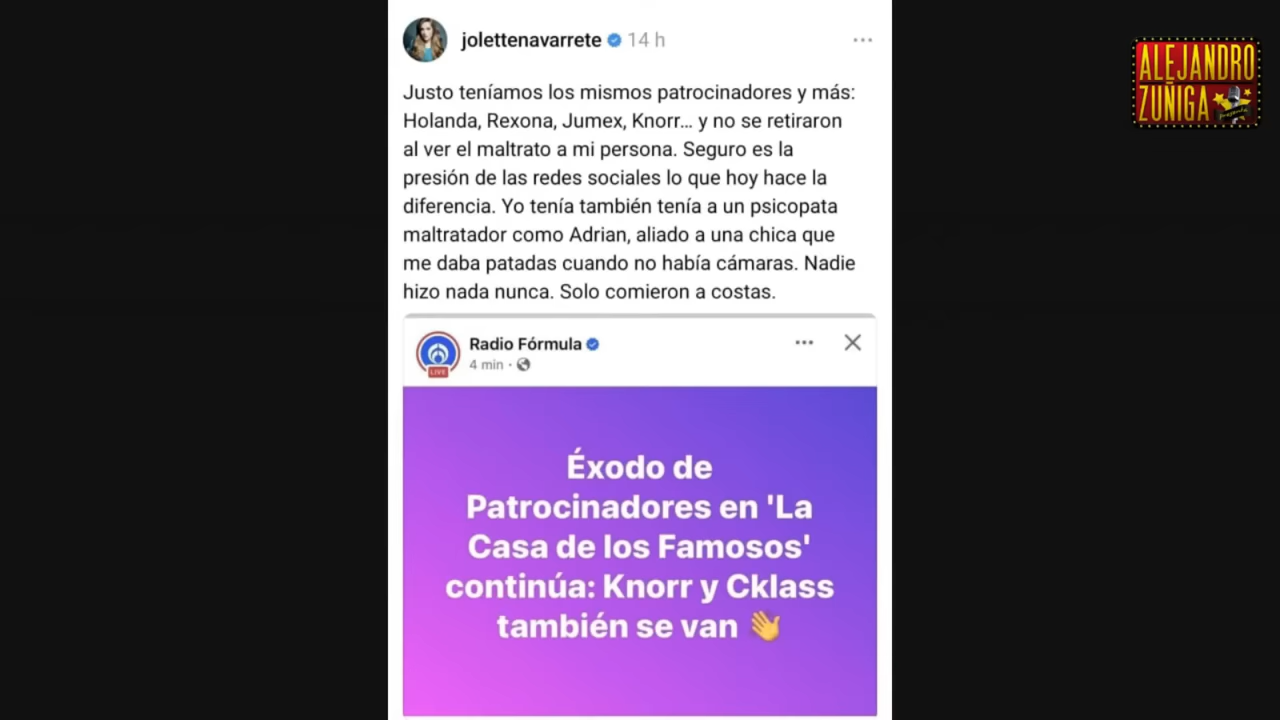 jolettenavarrete 14 h
Justo teníamos los mismos patrocinadores y más:
Holanda, Rexona, Jumex, Knorr... y no se retiraron
al ver el maltrato a mi persona. Seguro es la
presión de las redes sociales lo que hoy hace la
diferencia. Yo tenía también tenía a un psicopata
maltratador como Adrian, aliado a una chica que
me daba patadas cuando no había cámaras. Nadie
hizo nada nunca. Solo comieron a costas.
Radio Fórmula
4 min
LIVE
Éxodo de
Patrocinadores en 'La
Casa de los Famosos'
continúa: Knorr y Cklass
también se van 👋
ALEJANDRO
ZUÑIGA